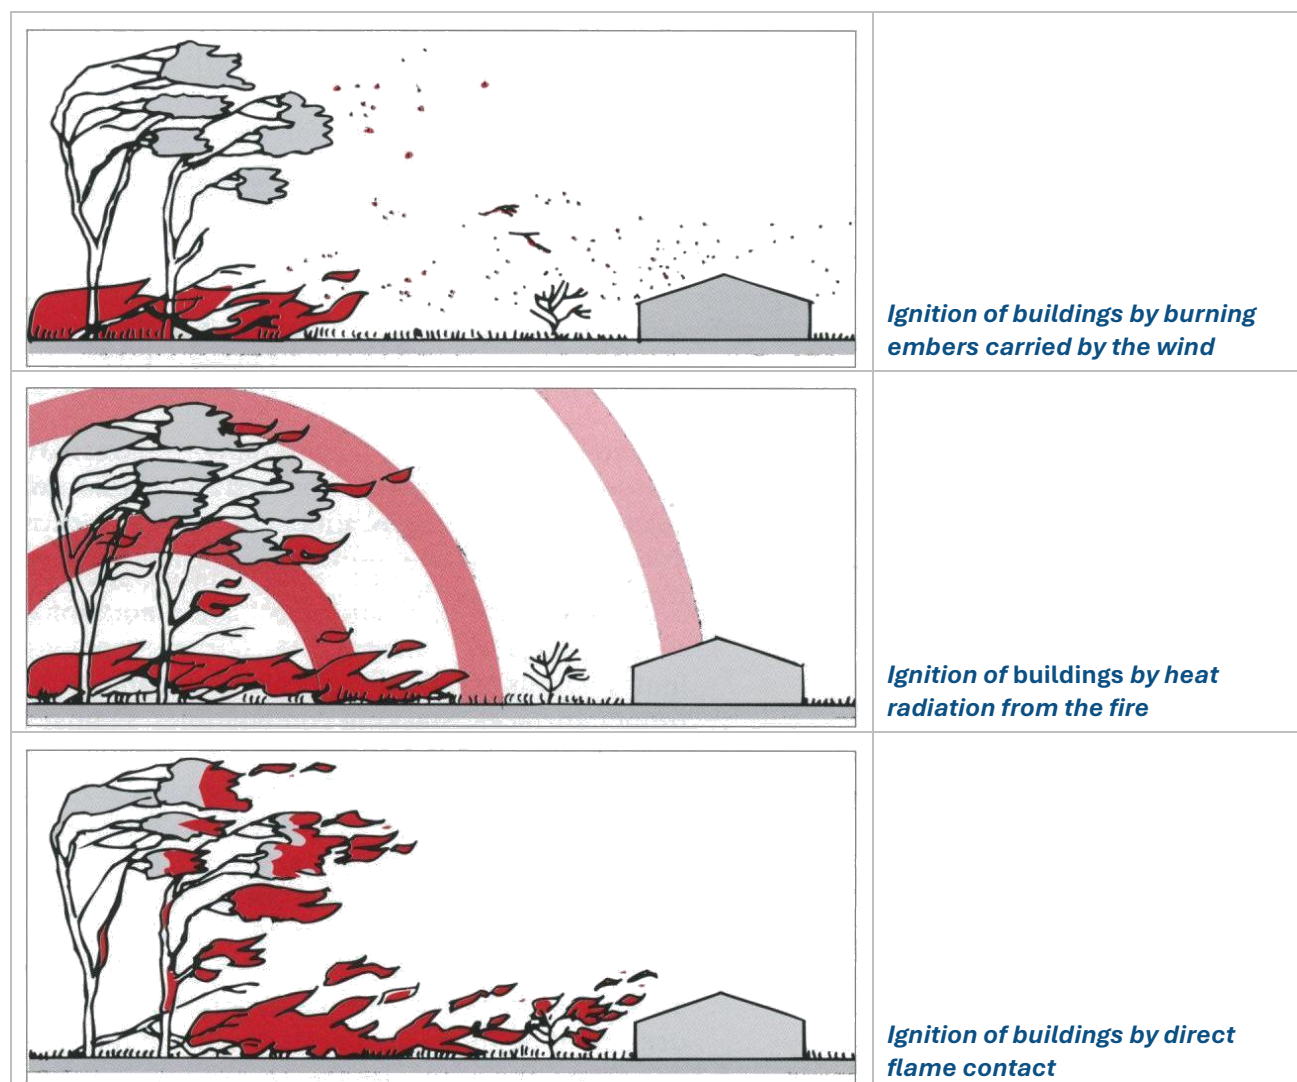 Ignition of buildings by burning
embers carried by the wind
Ignition of buildings by heat
radiation from the fire
Ignition of buildings by direct
flame contact